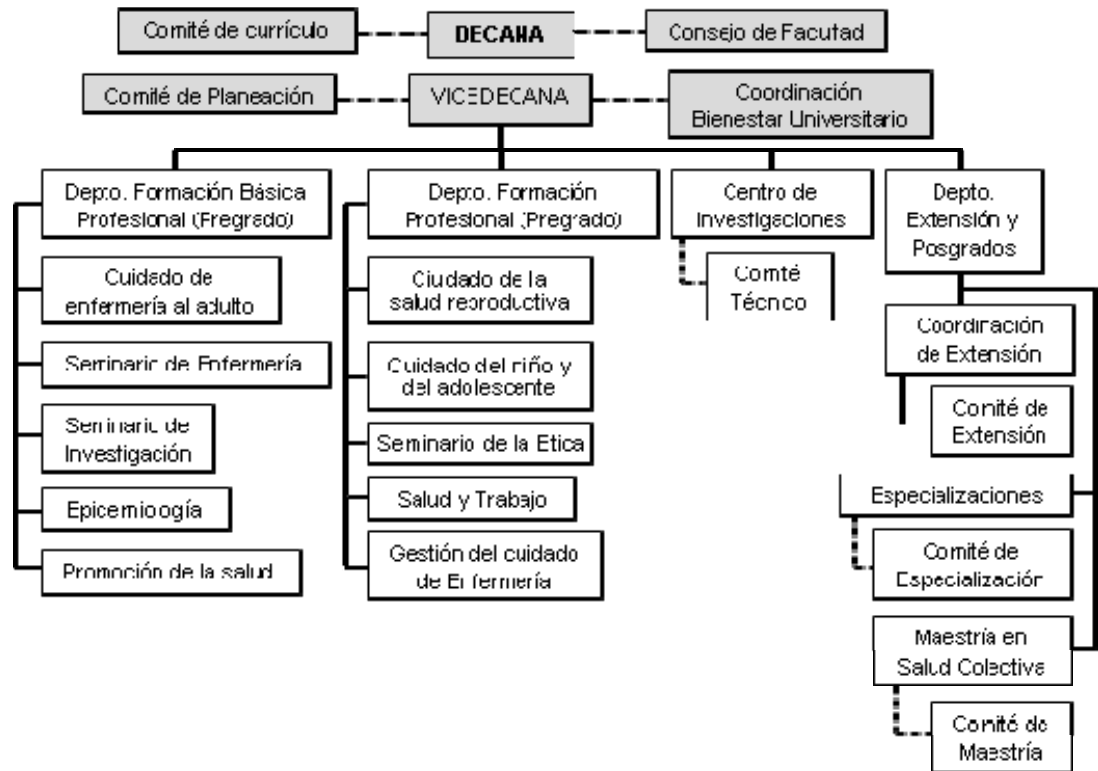 Comité de currículo
DECANA
Consejo de Facutad
Comité de Planeación
VICEDECANA
Coordinación
Bienestar Universitario
Depto. Formación Básica
Profesional (Pregrado)
Cuidado de
enfermería al adulto
Seminario de Enfermería
Seminario de
Investigación
Epicemioogía
Promoción de la salud
Depto. Formación
Profesional (Pregrado)
Ciudado de la
salud reproductiva
Cuidado del niño y
del adolescente
Seminario de la Etica
Salud y Trabajo
Gestión del cuidado
de Enfermería
Centro de
Investigaciones
Comté
Técnco
Depto.
Extensión y
Posgrados
Coordinación
de Extensión
Comité de
Extensión
Especializaciones
Comité de
Especialización
Maestría en
Salud Colectiva
Comité de
Maestría